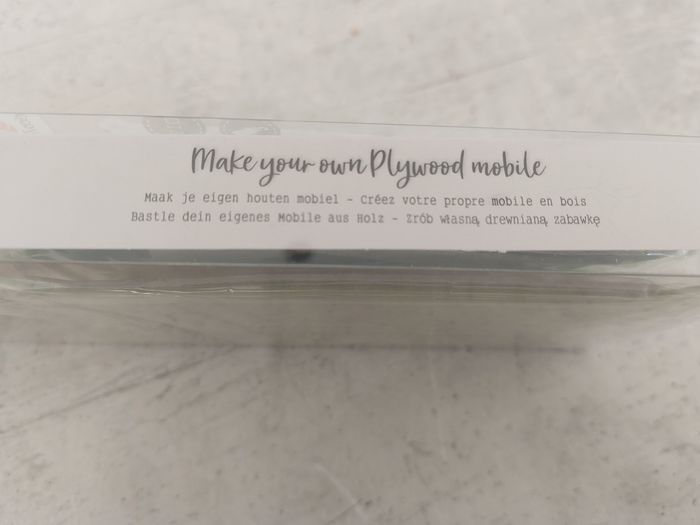 Make your own Plywood mobile
Maak je eigen houten mobiel - Créez votre propre mobile en bois
Bastle dein eigenes Mobile aus Holz - Zrób własną drewnianą zabawkę